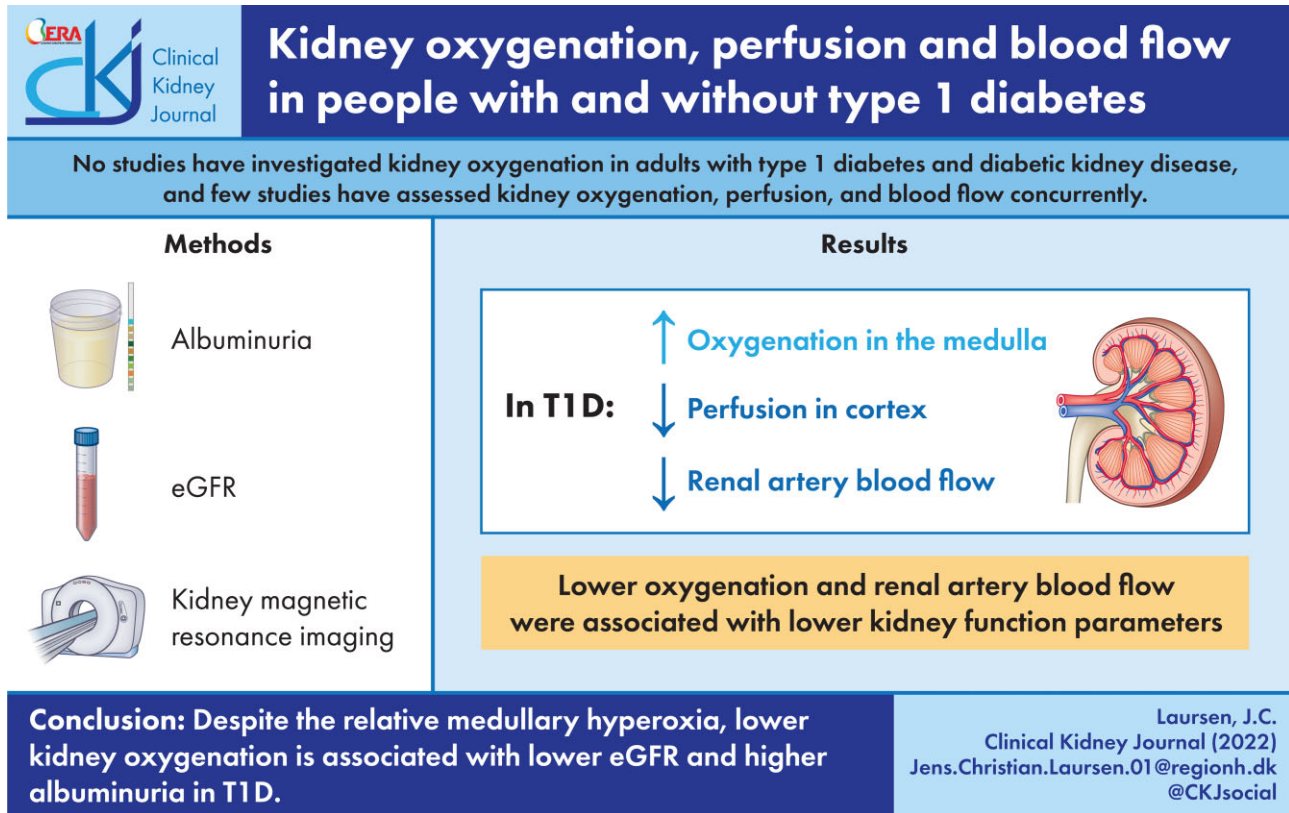 ERA
CKJ
Clinical
Kidney
Journal
Kidney oxygenation, perfusion and blood flow
in people with and without type 1 diabetes
No studies have investigated kidney oxygenation in adults with type 1 diabetes and diabetic kidney disease,
and few studies have assessed kidney oxygenation, perfusion, and blood flow concurrently.
Methods
Albuminuria
eGFR
Kidney magnetic
resonance imaging
Results
In T1D:
↑ Oxygenation in the medulla
↓ Perfusion in cortex
↓ Renal artery blood flow
Lower oxygenation and renal artery blood flow
were associated with lower kidney function parameters
Conclusion: Despite the relative medullary hyperoxia, lower
kidney oxygenation is associated with lower eGFR and higher
albuminuria in T1D.
Laursen, J.C.
Clinical Kidney Journal (2022)
Jens.Christian.Laursen.01@regionh.dk
@CKJsocial